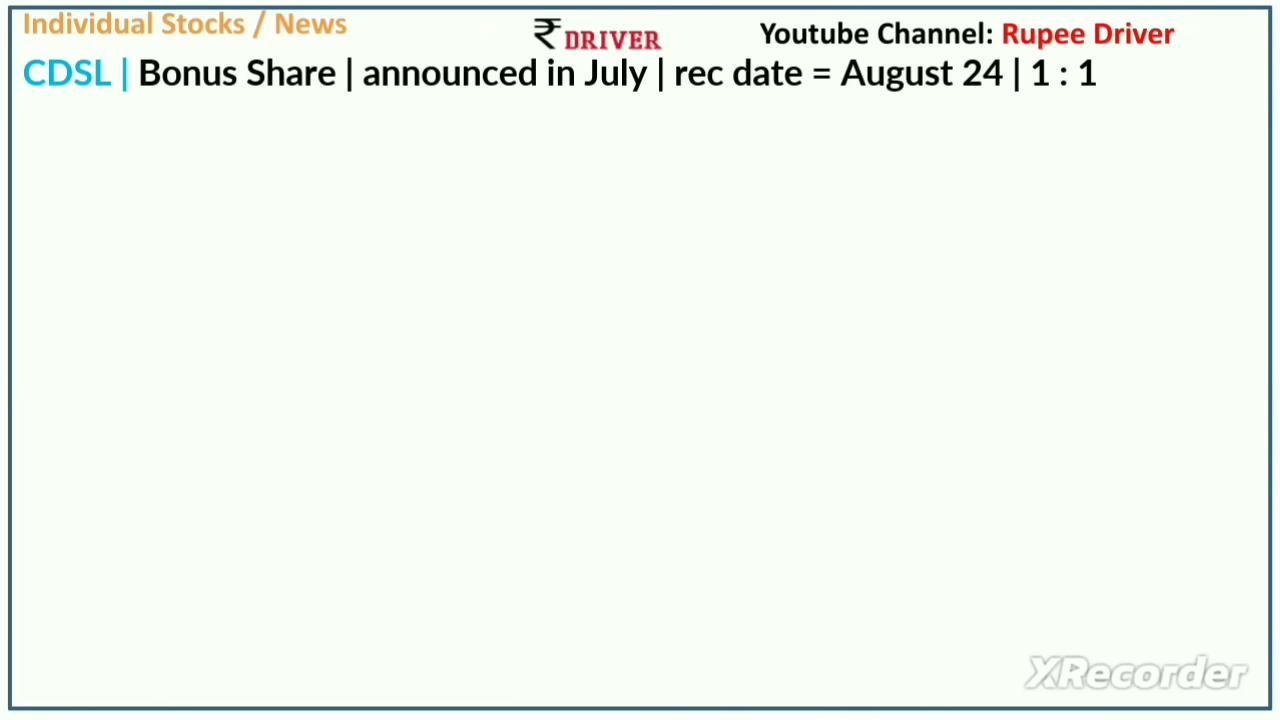 Individual Stocks / News
₹ DRIVER
Youtube Channel: Rupee Driver
CDSL | Bonus Share | announced in July | rec date = August 24 | 1 : 1
XRecorder